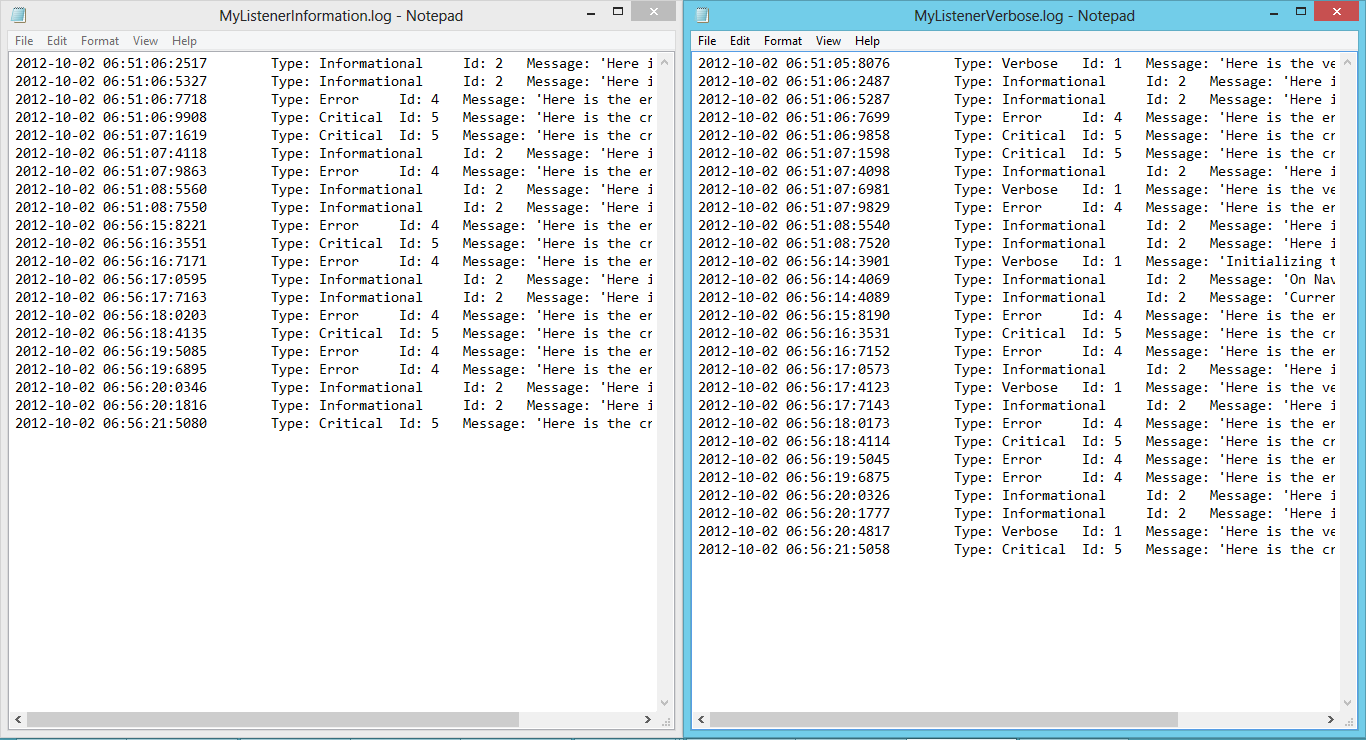 MyListenerInformation.log - Notepad
File Edit Format View Help
2012-10-02 06:51:06:2517 Type: Informational Id: 2 Message: 'Here i
2012-10-02 06:51:06:5327 Type: Informational Id: 2 Message: 'Here i
2012-10-02 06:51:06:7718 Type: Error Id: 4 Message: 'Here is the er
2012-10-02 06:51:06:9908 Type: Critical Id: 5 Message: 'Here is the cr
2012-10-02 06:51:07:1619 Type: Critical Id: 5 Message: 'Here is the cr
2012-10-02 06:51:07:4118 Type: Informational Id: 2 Message: 'Here i
2012-10-02 06:51:07:9863 Type: Error Id: 4 Message: 'Here is the er
2012-10-02 06:51:08:5560 Type: Informational Id: 2 Message: 'Here i
2012-10-02 06:51:08:7550 Type: Informational Id: 2 Message: 'Here i
2012-10-02 06:56:15:8221 Type: Error Id: 4 Message: 'Here is the er
2012-10-02 06:56:16:3551 Type: Critical Id: 5 Message: 'Here is the cr
2012-10-02 06:56:16:7171 Type: Error Id: 4 Message: 'Here is the er
2012-10-02 06:56:17:0595 Type: Informational Id: 2 Message: 'Here i
2012-10-02 06:56:17:7163 Type: Informational Id: 2 Message: 'Here i
2012-10-02 06:56:18:0203 Type: Error Id: 4 Message: 'Here is the er
2012-10-02 06:56:18:4135 Type: Critical Id: 5 Message: 'Here is the cr
2012-10-02 06:56:19:5085 Type: Error Id: 4 Message: 'Here is the er
2012-10-02 06:56:19:6895 Type: Error Id: 4 Message: 'Here is the er
2012-10-02 06:56:20:0346 Type: Informational Id: 2 Message: 'Here i
2012-10-02 06:56:20:1816 Type: Informational Id: 2 Message: 'Here i
2012-10-02 06:56:21:5080 Type: Critical Id: 5 Message: 'Here is the cr
MyListenerVerbose.log - Notepad
File Edit Format View Help
2012-10-02 06:51:05:8076 Type: Verbose Id: 1 Message: 'Here is the ve
2012-10-02 06:51:06:2487 Type: Informational Id: 2 Message: 'Here i
2012-10-02 06:51:06:5287 Type: Informational Id: 2 Message: 'Here i
2012-10-02 06:51:06:7699 Type: Error Id: 4 Message: 'Here is the er
2012-10-02 06:51:06:9858 Type: Critical Id: 5 Message: 'Here is the cr
2012-10-02 06:51:07:1598 Type: Critical Id: 5 Message: 'Here is the cr
2012-10-02 06:51:07:4098 Type: Informational Id: 2 Message: 'Here i
2012-10-02 06:51:07:6981 Type: Verbose Id: 1 Message: 'Here is the ve
2012-10-02 06:51:07:9829 Type: Error Id: 4 Message: 'Here is the er
2012-10-02 06:51:08:5540 Type: Informational Id: 2 Message: 'Here i
2012-10-02 06:51:08:7520 Type: Informational Id: 2 Message: 'Here i
2012-10-02 06:56:14:3901 Type: Verbose Id: 1 Message: 'Initializing t
2012-10-02 06:56:14:4069 Type: Informational Id: 2 Message: 'On Nav
2012-10-02 06:56:14:4089 Type: Informational Id: 2 Message: 'Curren
2012-10-02 06:56:15:8190 Type: Error Id: 4 Message: 'Here is the er
2012-10-02 06:56:16:3531 Type: Critical Id: 5 Message: 'Here is the cr
2012-10-02 06:56:16:7152 Type: Error Id: 4 Message: 'Here is the er
2012-10-02 06:56:17:0573 Type: Informational Id: 2 Message: 'Here i
2012-10-02 06:56:17:4123 Type: Verbose Id: 1 Message: 'Here is the ve
2012-10-02 06:56:17:7143 Type: Informational Id: 2 Message: 'Here i
2012-10-02 06:56:18:0173 Type: Error Id: 4 Message: 'Here is the er
2012-10-02 06:56:18:4114 Type: Critical Id: 5 Message: 'Here is the cr
2012-10-02 06:56:19:5045 Type: Error Id: 4 Message: 'Here is the er
2012-10-02 06:56:19:6875 Type: Error Id: 4 Message: 'Here is the er
2012-10-02 06:56:20:0326 Type: Informational Id: 2 Message: 'Here i
2012-10-02 06:56:20:1777 Type: Informational Id: 2 Message: 'Here i
2012-10-02 06:56:20:4817 Type: Verbose Id: 1 Message: 'Here is the ve
2012-10-02 06:56:21:5058 Type: Critical Id: 5 Message: 'Here is the cr